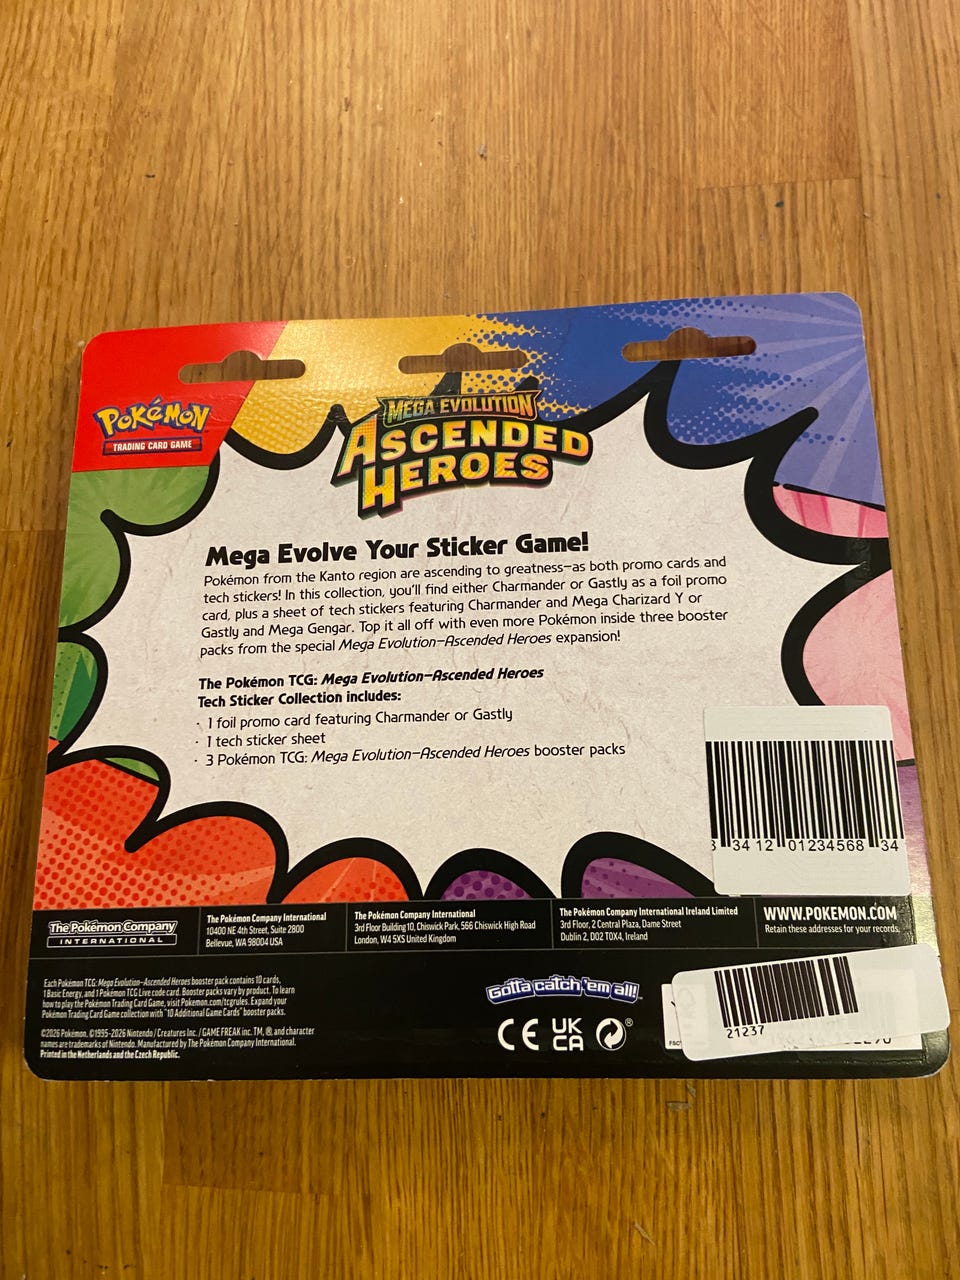 POKéMON
TRADING CARD GAME
MEGA EVOLUTION
ASCENDED
HEROES
Mega Evolve Your Sticker Game!
Pokémon from the Kanto region are ascending to greatness—as both promo cards and
tech stickers! In this collection, you'll find either Charmander or Gastly as a foil promo
card, plus a sheet of tech stickers featuring Charmander and Mega Charizard Y or
Gastly and Mega Gengar. Top it all off with even more Pokémon inside three booster
packs from the special Mega Evolution—Ascended Heroes expansion!
The Pokémon TCG: Mega Evolution—Ascended Heroes
Tech Sticker Collection includes:
· 1 foil promo card featuring Charmander or Gastly
· 1 tech sticker sheet
· 3 Pokémon TCG: Mega Evolution—Ascended Heroes booster packs
34 12 01234568 34
The Pokémon Company
INTERNATIONAL
The Pokémon Company International
10400 NE 4th Street, Suite 2800
Bellevue, WA 98004 USA
The Pokémon Company International
3rd Floor Building 10, Chiswick Park, 566 Chiswick High Road
London, W4 5XS United Kingdom
The Pokémon Company International Ireland Limited
3rd Floor, 2 Central Plaza, Dame Street
Dublin 2, D02 T0X4, Ireland
WWW.POKEMON.COM
Retain these addresses for your records.
Each Pokémon TCG: Mega Evolution—Ascended Heroes booster pack contains 10 cards,
1 Basic Energy, and 1 Pokémon TCG Live code card. Booster packs vary by product. To learn
how to play the Pokémon Trading Card Game, visit Pokemon.com/tcgrules. Expand your
Pokémon Trading Card Game collection with "10 Additional Game Cards" booster packs.
©2026 Pokémon. ©1995-2026 Nintendo / Creatures Inc. / GAME FREAK inc. TM, ®, and character
names are trademarks of Nintendo. Manufactured by The Pokémon Company International.
Printed in the Netherlands and the Czech Republic.
Gotta catch 'em all!
CE UK
CA ®
21237